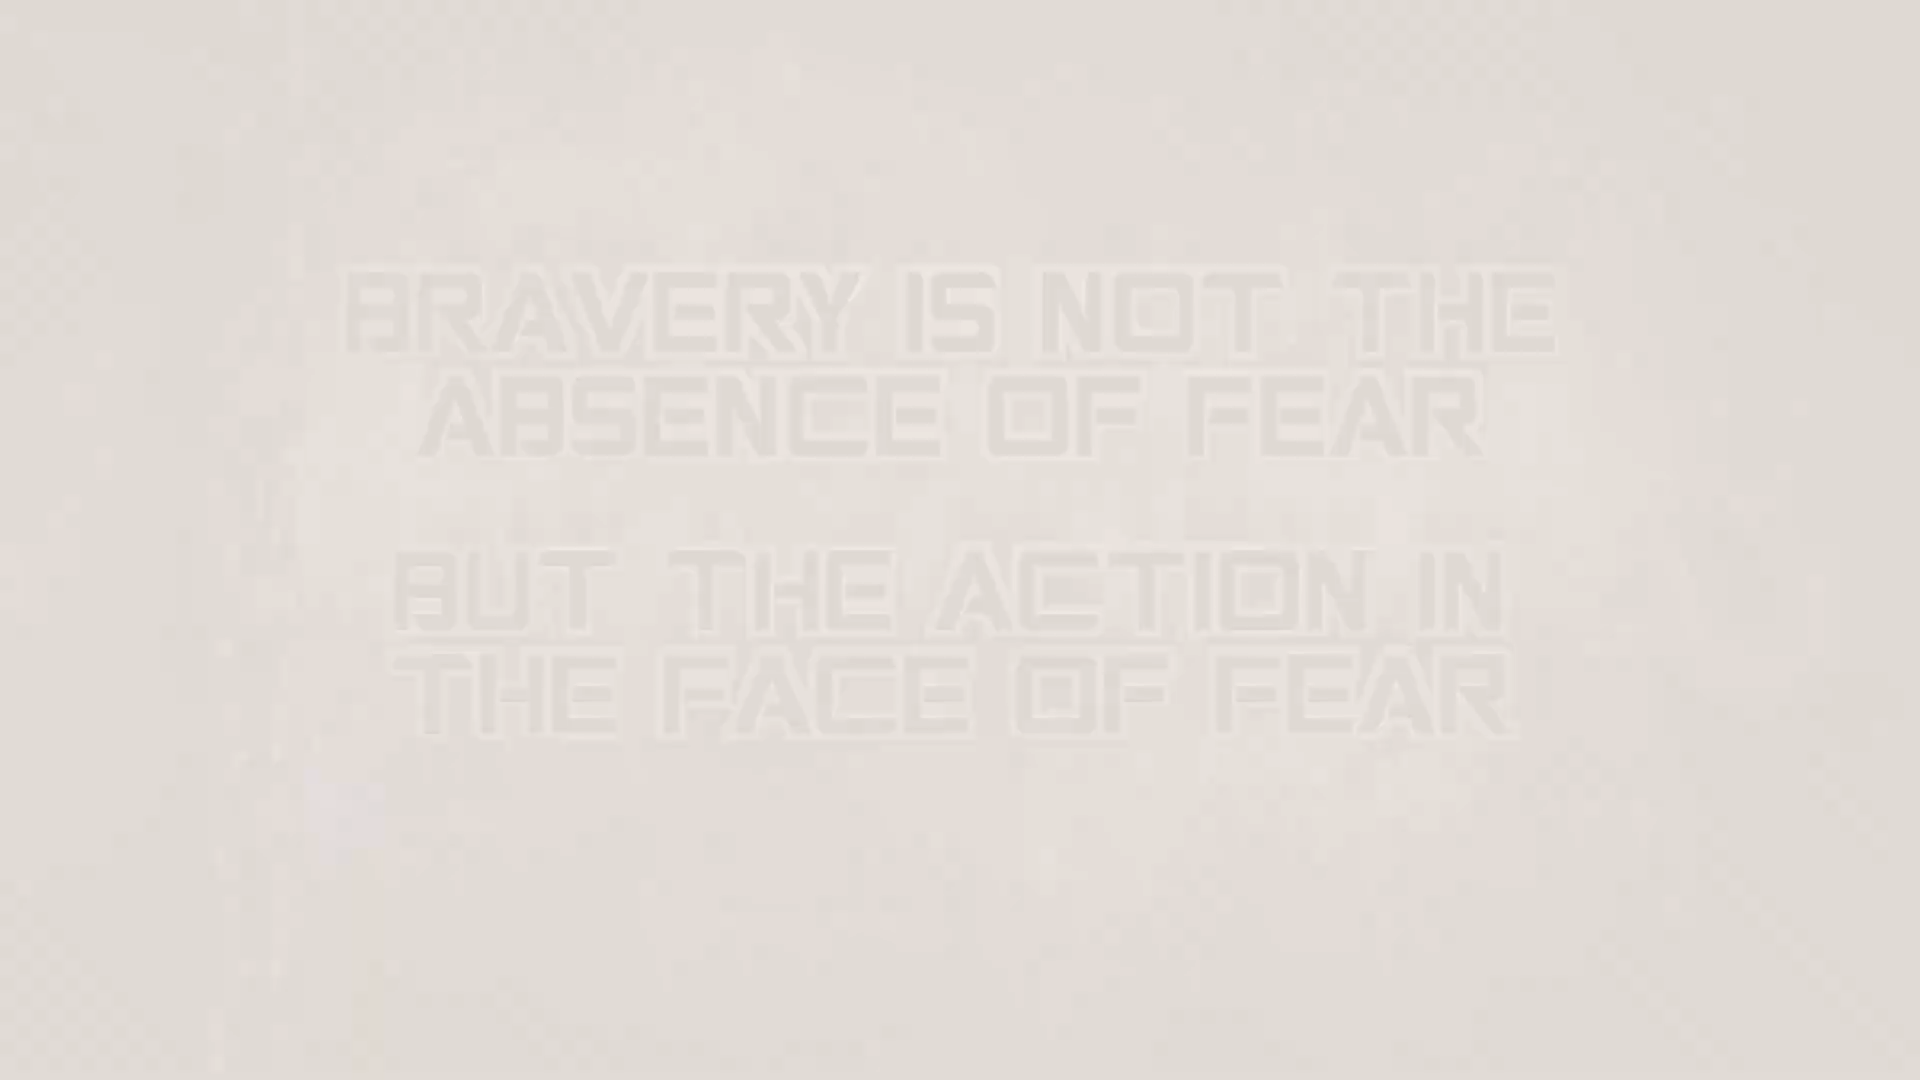 BRAVERY IS NOT THE
ABSENCE OF FEAR
BUT THE ACTION IN
THE FACE OF FEAR